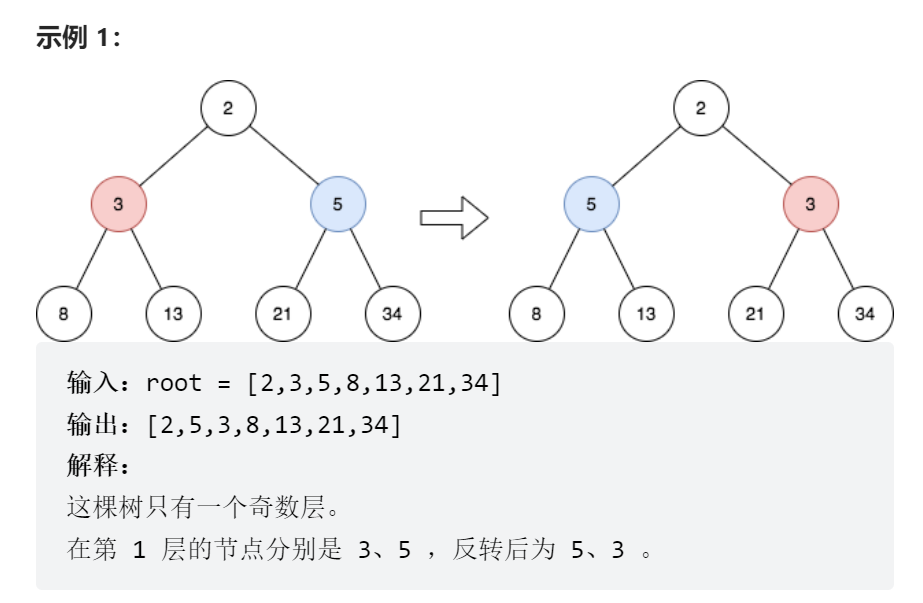 示例 1：
2
2
3
5
5
3
8
13
21
34
8
13
21
34
输入：root = [2,3,5,8,13,21,34]
输出：[2,5,3,8,13,21,34]
解释：
这棵树只有一个奇数层。
在第 1 层的节点分别是 3、5 ，反转后为 5、3 。